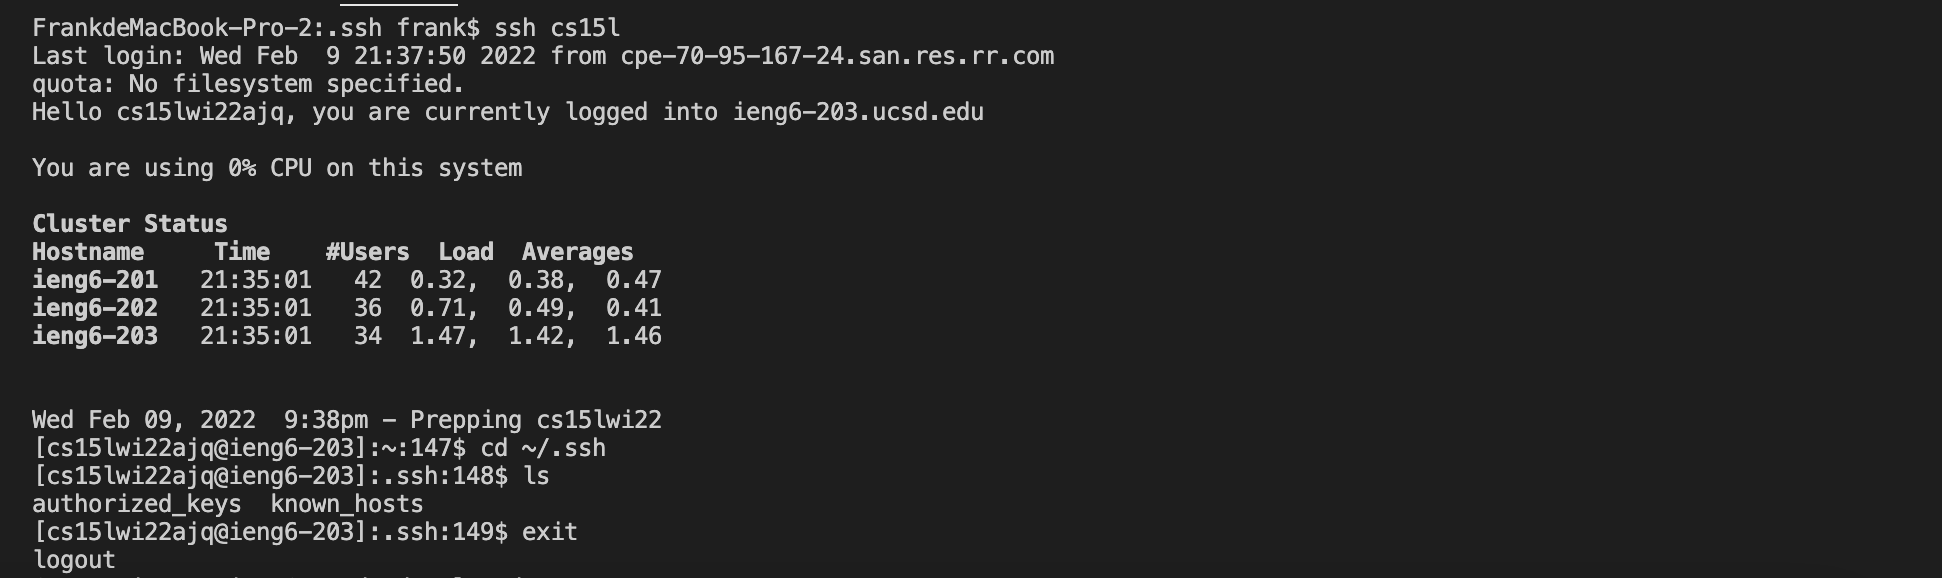 FrankdeMacBook-Pro-2:.ssh frank$ ssh cs15l
Last login: Wed Feb  9 21:37:50 2022 from cpe-70-95-167-24.san.res.rr.com
quota: No filesystem specified.
Hello cs15lwi22ajq, you are currently logged into ieng6-203.ucsd.edu
You are using 0% CPU on this system
Cluster Status
Hostname     Time    #Users  Load  Averages
ieng6-201   21:35:01   42  0.32,  0.38,  0.47
ieng6-202   21:35:01   36  0.71,  0.49,  0.41
ieng6-203   21:35:01   34  1.47,  1.42,  1.46
Wed Feb 09, 2022  9:38pm - Prepping cs15lwi22
[cs15lwi22ajq@ieng6-203]:~:147$ cd ~/.ssh
[cs15lwi22ajq@ieng6-203]:.ssh:148$ ls
authorized_keys  known_hosts
[cs15lwi22ajq@ieng6-203]:.ssh:149$ exit
logout